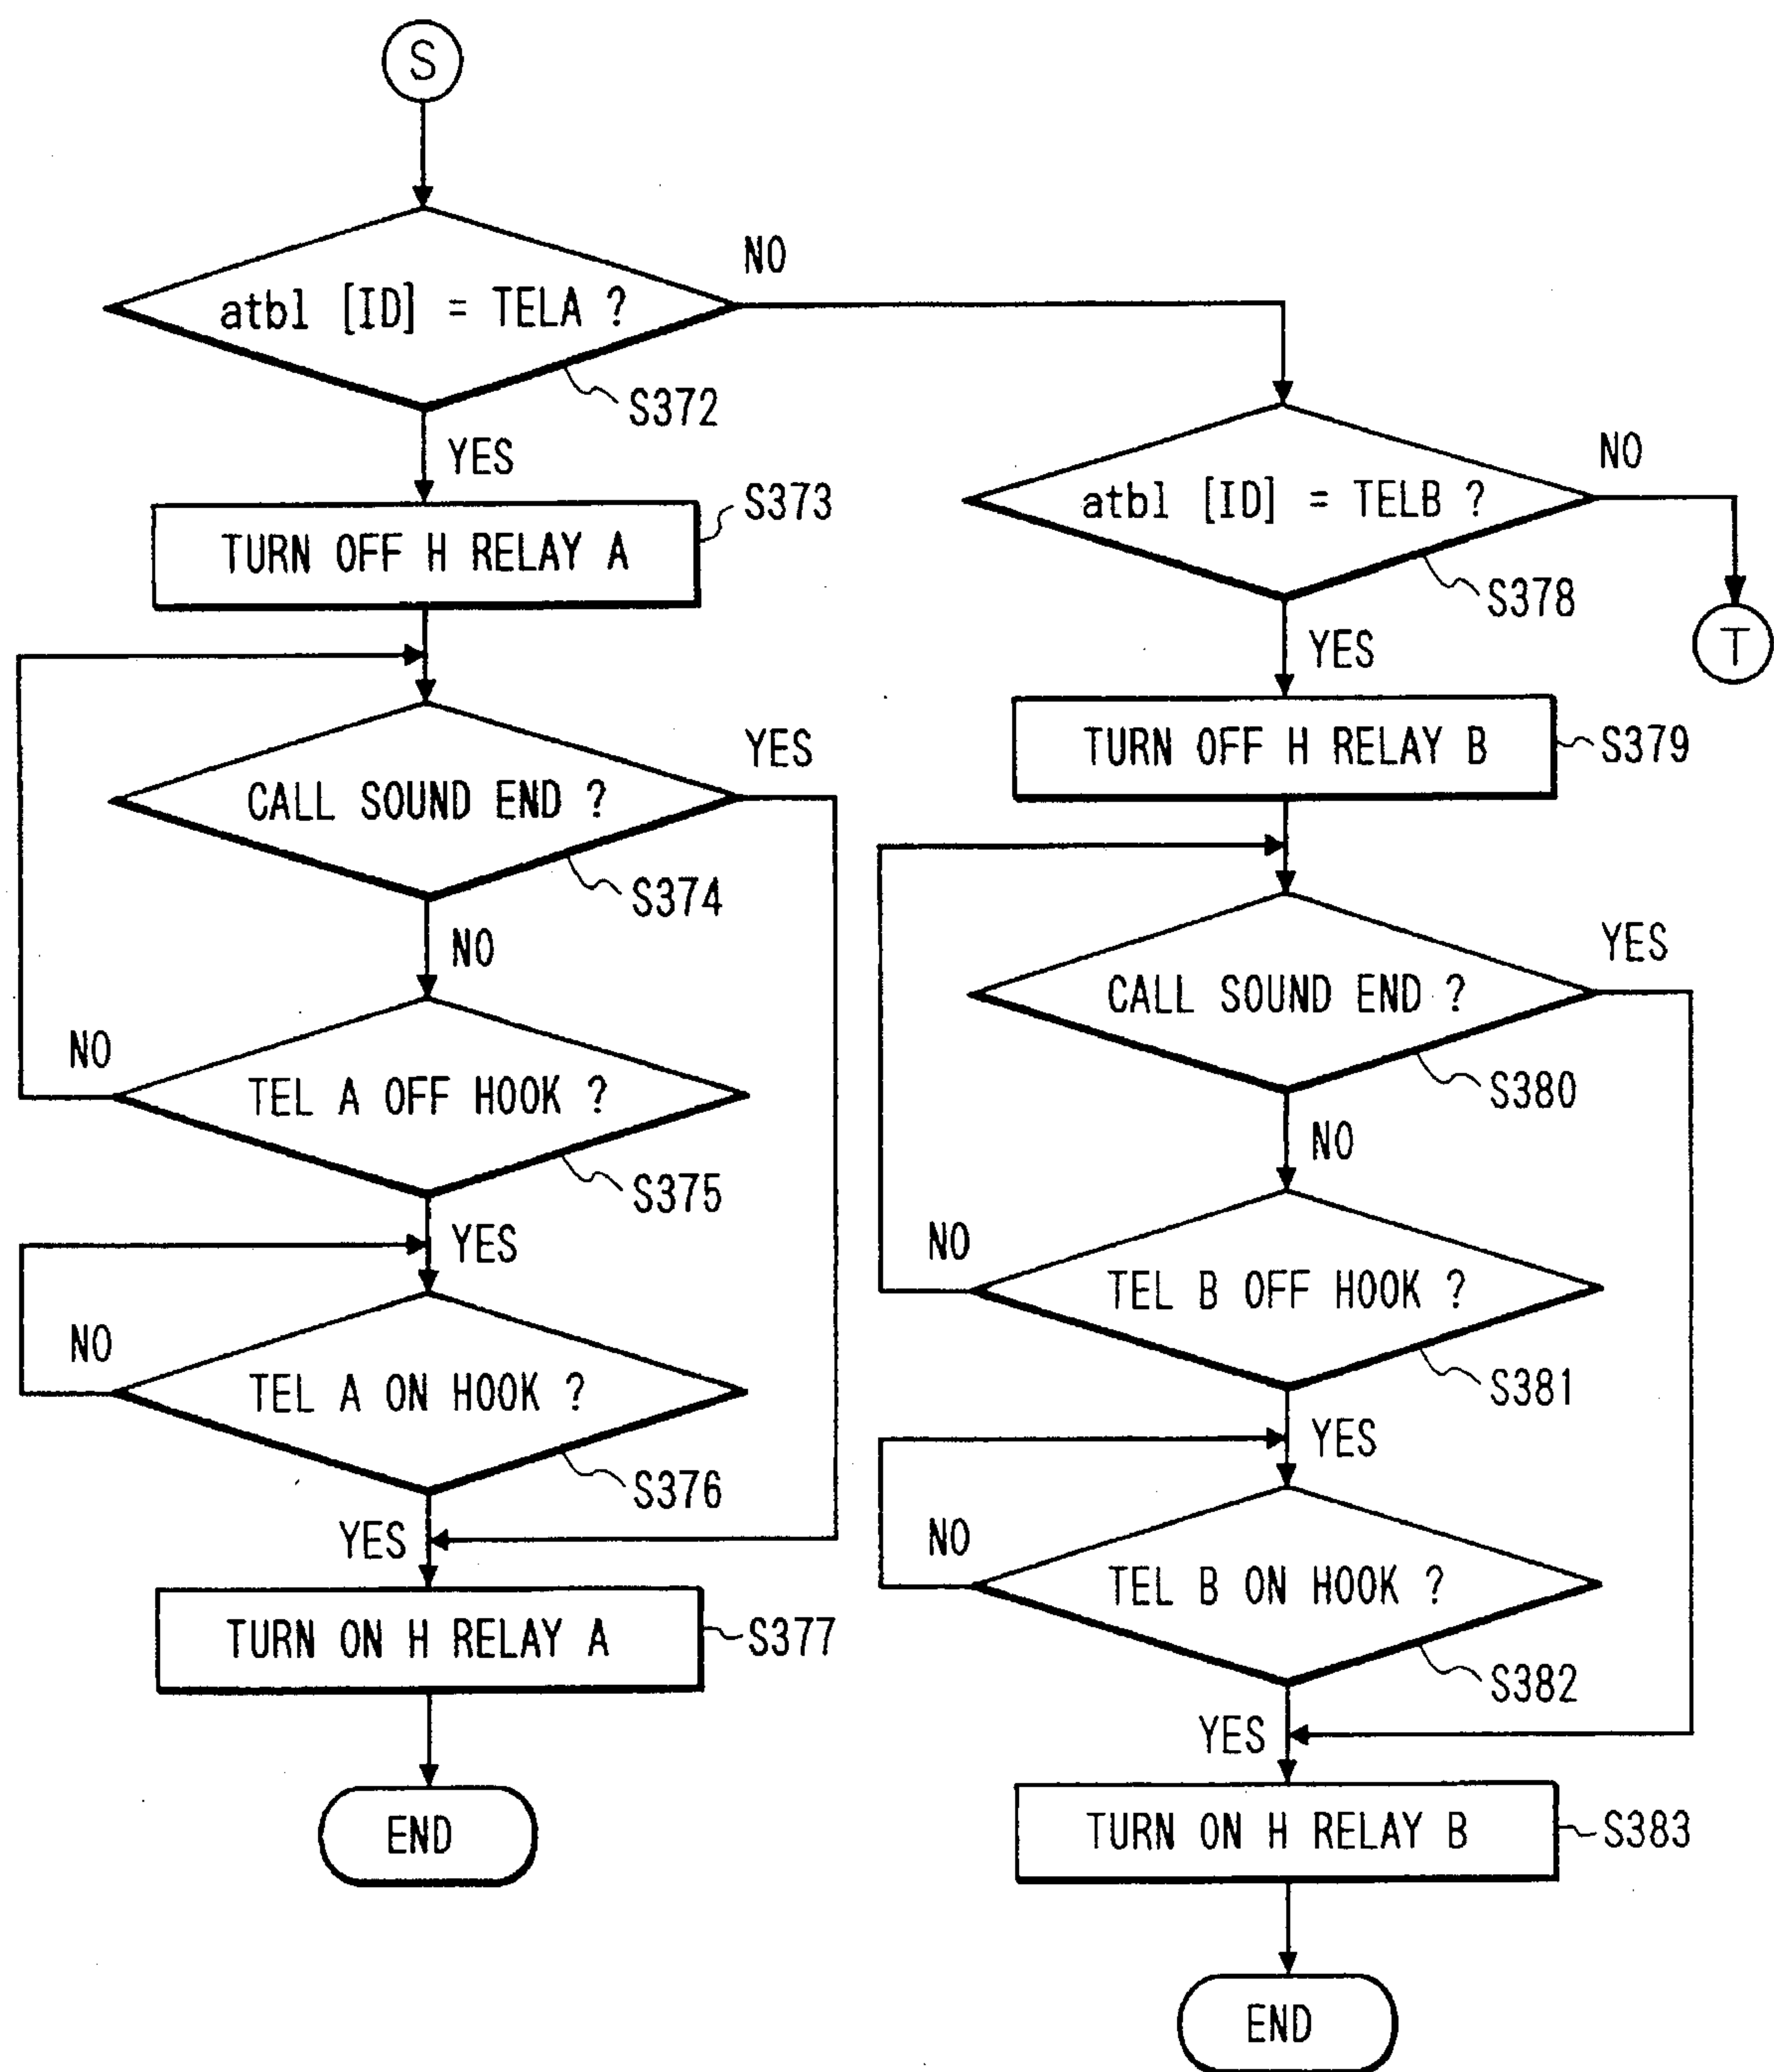 S
atbl [ID] = TELA ?
NO
S372
YES
TURN OFF H RELAY A
S373
CALL SOUND END ?
YES
S374
NO
TEL A OFF HOOK ?
NO
S375
YES
TEL A ON HOOK ?
NO
S376
YES
TURN ON H RELAY A
S377
END
atbl [ID] = TELB ?
NO
S378
T
YES
TURN OFF H RELAY B
S379
CALL SOUND END ?
YES
S380
NO
TEL B OFF HOOK ?
NO
S381
YES
TEL B ON HOOK ?
NO
S382
YES
TURN ON H RELAY B
S383
END